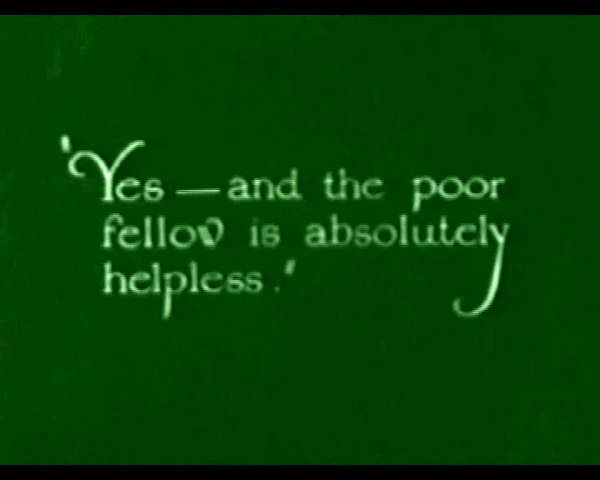 'Yes — and the poor
fellow is absolutely
helpless.'